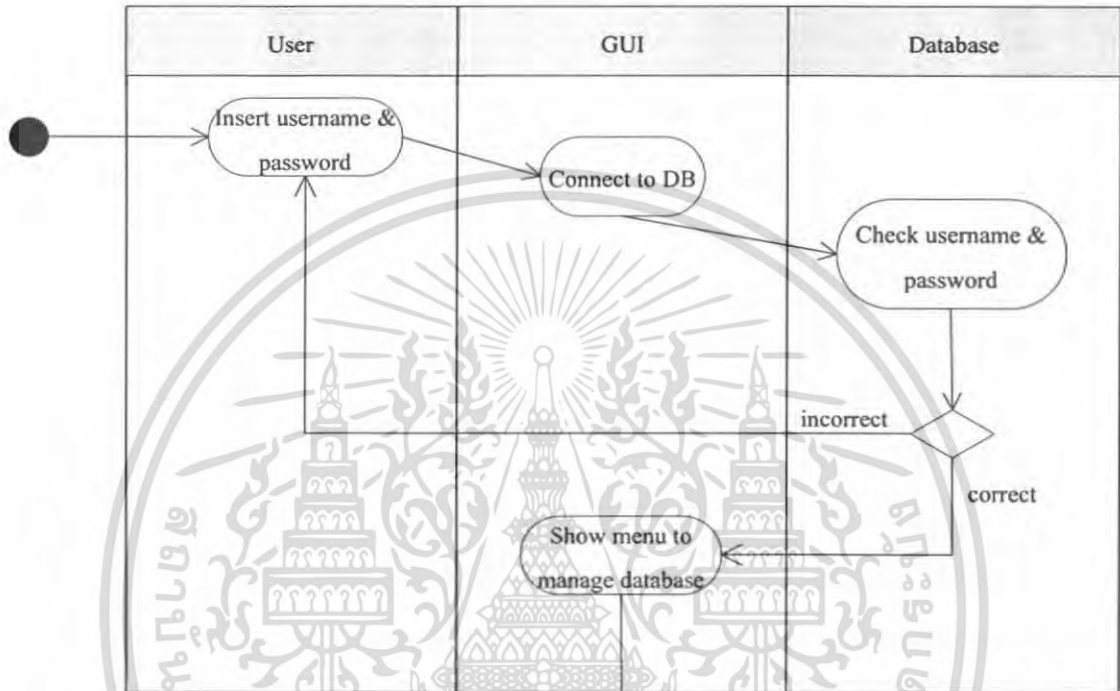 User
GUI
Database
Insert username &
password
Connect to DB
Check username &
password
incorrect
correct
Show menu to
manage database